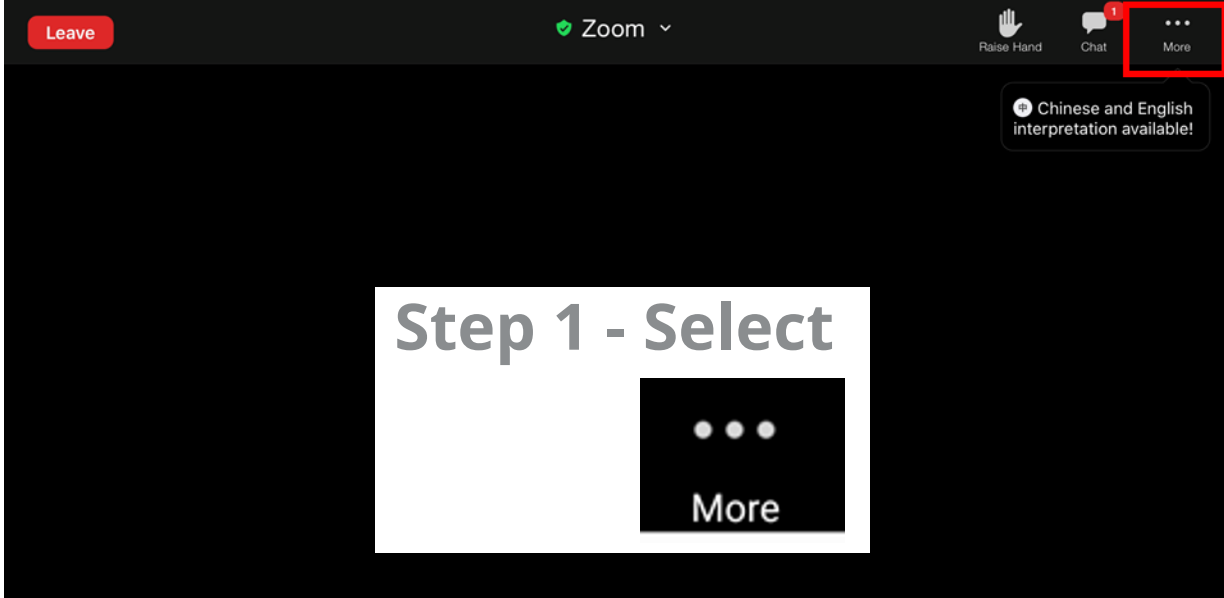 Leave
Zoom
Raise Hand
1
Chat
More
中 Chinese and English
interpretation available!
Step 1 - Select
More